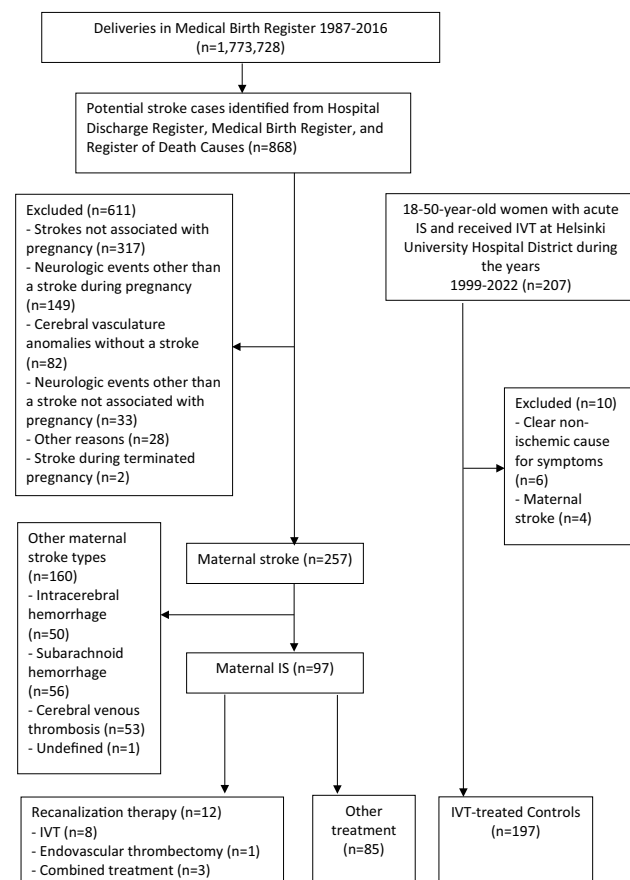 Deliveries in Medical Birth Register 1987-2016
(n=1,773,728)
Potential stroke cases identified from Hospital
Discharge Register, Medical Birth Register, and
Register of Death Causes (n=868)
Excluded (n=611)
- Strokes not associated with
pregnancy (n=317)
- Neurologic events other than
a stroke during pregnancy
(n=149)
- Cerebral vasculature
anomalies without a stroke
(n=82)
- Neurologic events other than
a stroke not associated with
pregnancy (n=33)
- Other reasons (n=28)
- Stroke during terminated
pregnancy (n=2)
18-50-year-old women with acute
IS and received IVT at Helsinki
University Hospital District during
the years
1999-2022 (n=207)
Excluded (n=10)
- Clear non-
ischemic cause
for symptoms
(n=6)
- Maternal
stroke (n=4)
Maternal stroke (n=257)
Other maternal
stroke types
(n=160)
- Intracerebral
hemorrhage
(n=50)
- Subarachnoid
hemorrhage
(n=56)
- Cerebral venous
thrombosis (n=53)
- Undefined (n=1)
Maternal IS (n=97)
Recanalization therapy (n=12)
- IVT (n=8)
- Endovascular thrombectomy (n=1)
- Combined treatment (n=3)
Other
treatment
(n=85)
IVT-treated Controls
(n=197)